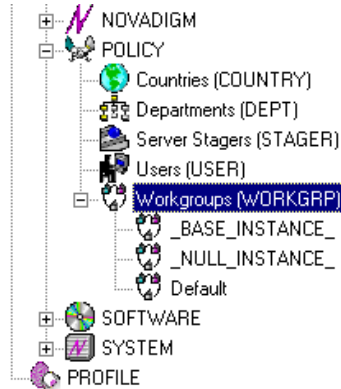 NOVADIGM
POLICY
Countries (COUNTRY)
Departments (DEPT)
Server Stagers (STAGER)
Users (USER)
Workgroups (WORKGRP)
_BASE_INSTANCE_
_NULL_INSTANCE_
Default
SOFTWARE
SYSTEM
PROFILE